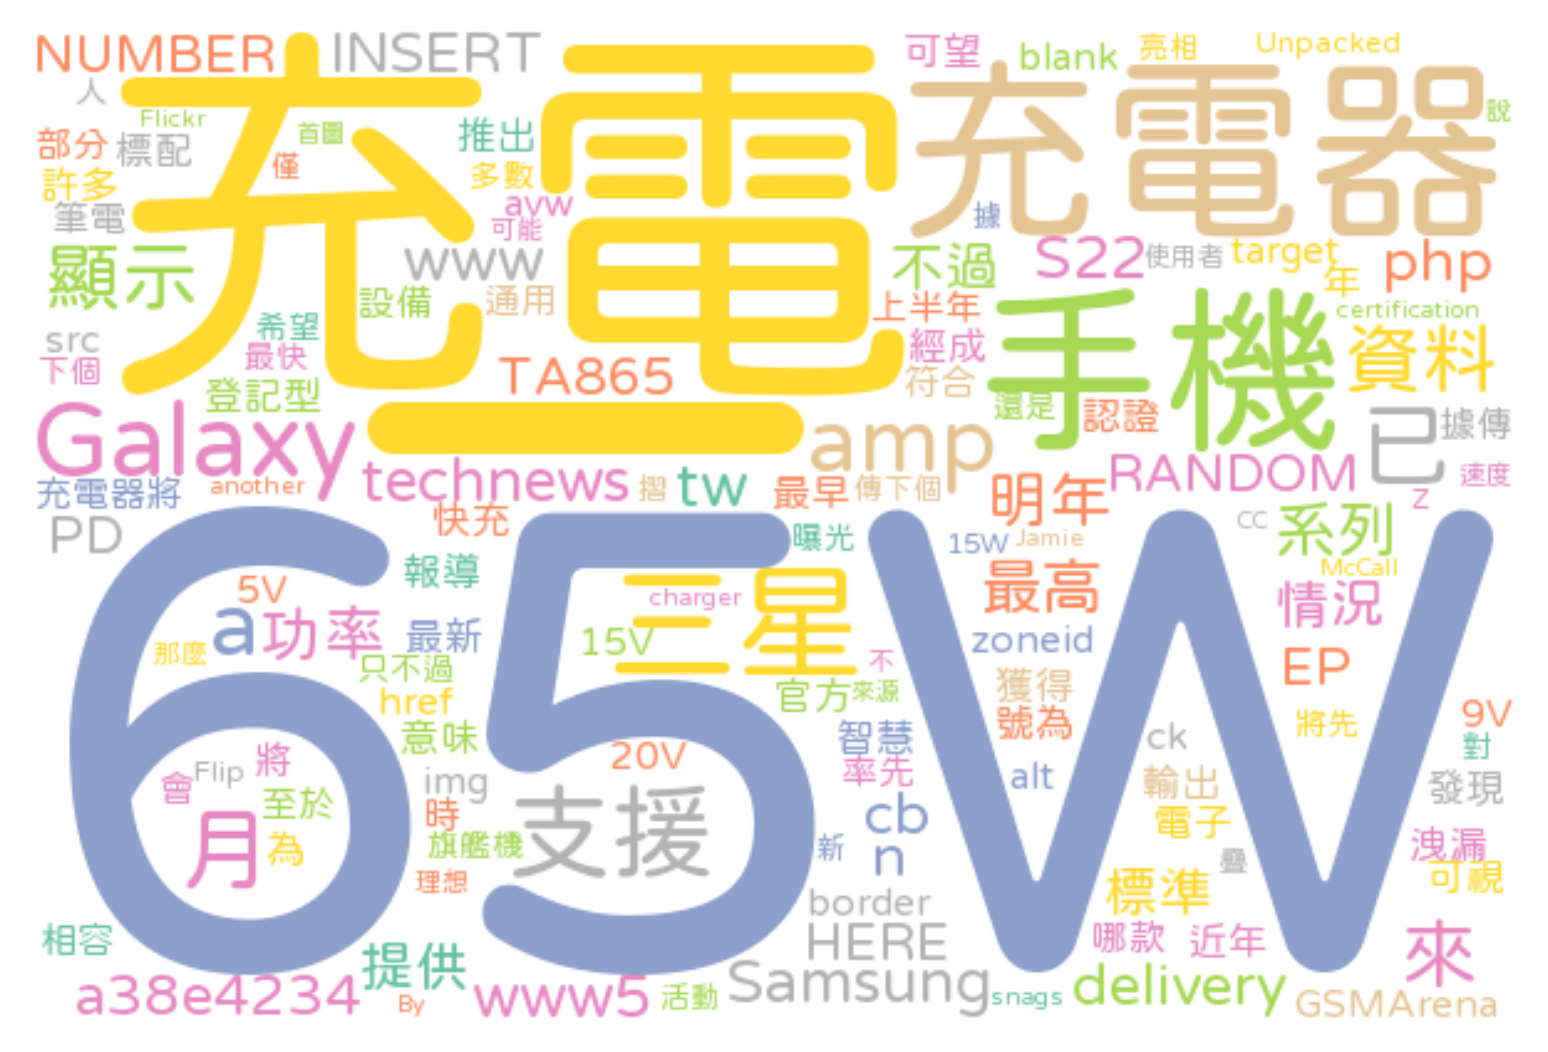 NUMBER INSERT 可望 blank 亮相 Unpacked
人 充電 充電器
Flickr 首圖 說
部分 標配 僅 推出
許多 多數
筆電 avw 據
可能
顯示 www 不過 S22 使用者 target php
設備 通用 上半年 手機 年 certification
src 希望 經成 資料
下個 最快 TA865 符合
登記型 還是 認證 已 據傳
Galaxy 一 amp
technews 摺 tw 最早 傳下個 明年 RANDOM 速度
充電器將 another Z
PD 快充 曝光 15W Jamie CC 系列
65W
報導 三星 最高 McCall
5V charger 情況
a 功率 最新 15V zoneid
那麼 只不過 不 EP
href 官方 來源 獲得
意味 智慧 號為 將先 9V
將 20V 率先 ck 對
會 Flip img alt 輸出 發現
至於 時 支援 cb 電子
月 為 旗艦機 新 n 疊 洩漏
理想 標準 可視
border
相容 提供 HERE 哪款 近年 來
a38e4234 By www5 活動 Samsung snags delivery GSMArena